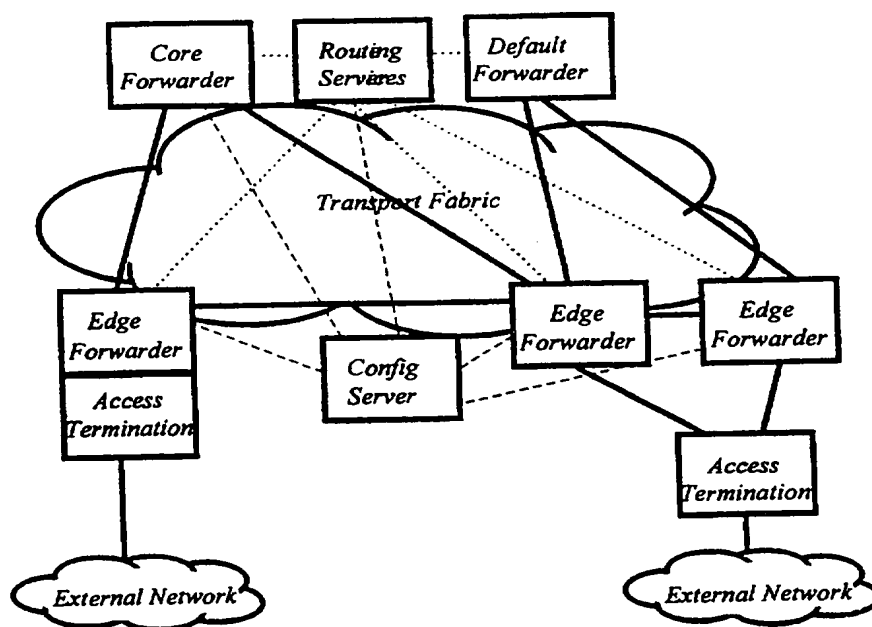 Core
Forwarder
Routing
Services
Default
Forwarder
Transport Fabric
Edge
Forwarder
Edge
Forwarder
Edge
Forwarder
Config
Server
Access
Termination
Access
Termination
External Network
External Network